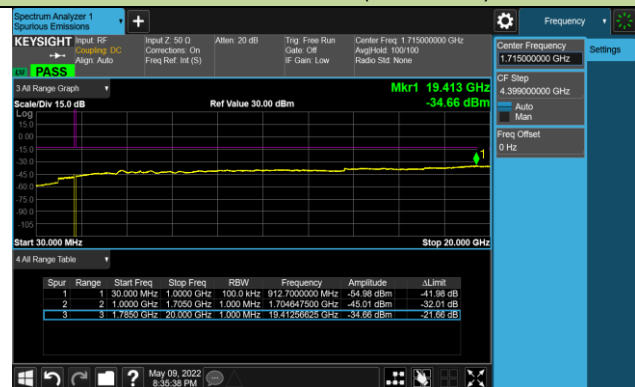 Spectrum Analyzer 1
Spurious Emissions
Frequency
KEYSIGHT
Input: RF
Coupling: DC
Align: Auto
Input Z: 50 Ω
Corrections: On
Freq Ref: Int (S)
Atten: 20 dB
Trig: Free Run
Gate: Off
IF Gain: Low
Center Freq: 1.715000000 GHz
Avg|Hold: 100/100
Radio Std: None
PASS
Center Frequency
1.715000000 GHz
Settings
CF Step
4.399000000 GHz
Auto
Man
Freq Offset
0 Hz
3 All Range Graph
Mkr1 19.413 GHz
Scale/Div 15.0 dB
Ref Value 30.00 dBm
-34.66 dBm
Log
15.0
0.00
-15.0
-30.0
-45.0
-60.0
-75.0
-90.0
-105
1
Start 30.000 MHz
Stop 20.000 GHz
4 All Range Table
Spur Range Start Freq Stop Freq RBW Frequency Amplitude ΔLimit
1 1 30.000 MHz 1.0000 GHz 100.0 kHz 912.7000000 MHz -54.98 dBm -41.98 dB
2 2 1.0000 GHz 1.7050 GHz 1.000 MHz 1.704647500 GHz -45.01 dBm -32.01 dB
3 3 1.7850 GHz 20.000 GHz 1.000 MHz 19.41256625 GHz -34.66 dBm -21.66 dB
May 09, 2022
8:35:38 PM